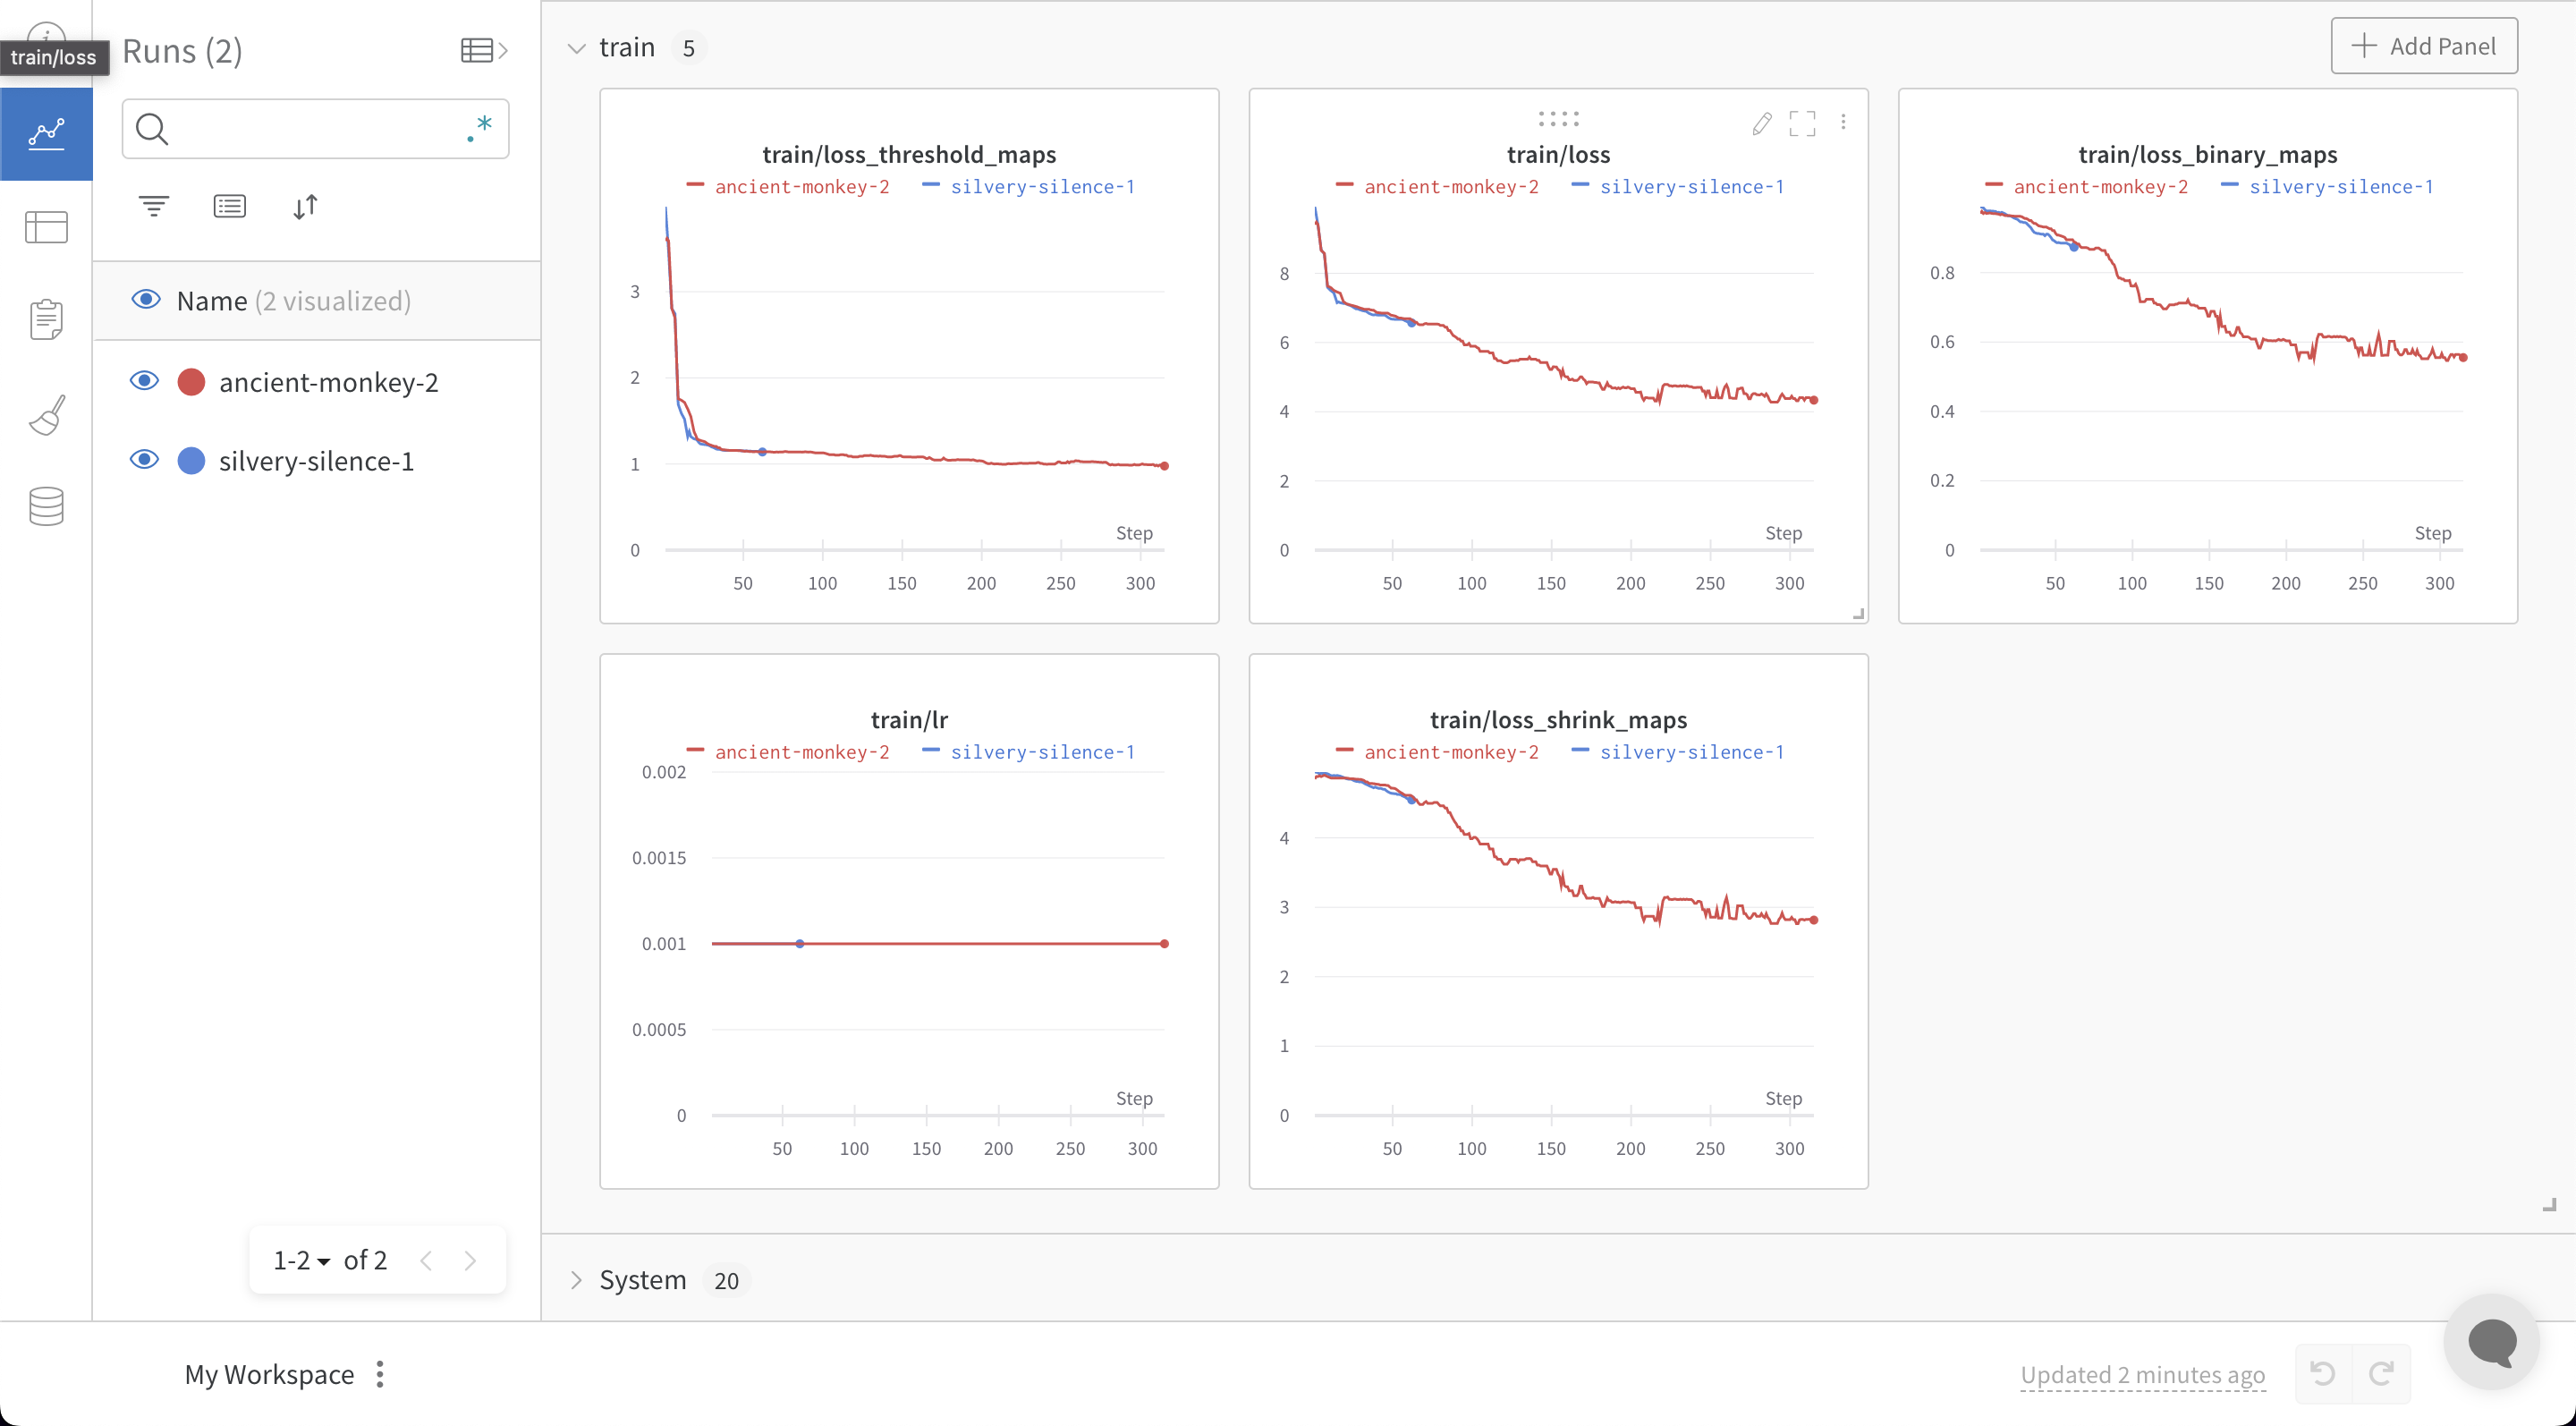 train/loss
Runs (2)
.*
Name (2 visualized)
ancient-monkey-2
silvery-silence-1
1-2 of 2
train 5
Add Panel
train/loss_threshold_maps
ancient-monkey-2 silvery-silence-1
3
2
1
0
Step
50 100 150 200 250 300
train/loss
ancient-monkey-2 silvery-silence-1
8
6
4
2
0
Step
50 100 150 200 250 300
train/loss_binary_maps
ancient-monkey-2 silvery-silence-1
0.8
0.6
0.4
0.2
0
Step
50 100 150 200 250 300
train/lr
ancient-monkey-2 silvery-silence-1
0.002
0.0015
0.001
0.0005
0
Step
50 100 150 200 250 300
train/loss_shrink_maps
ancient-monkey-2 silvery-silence-1
4
3
2
1
0
Step
50 100 150 200 250 300
System 20
My Workspace
Updated 2 minutes ago